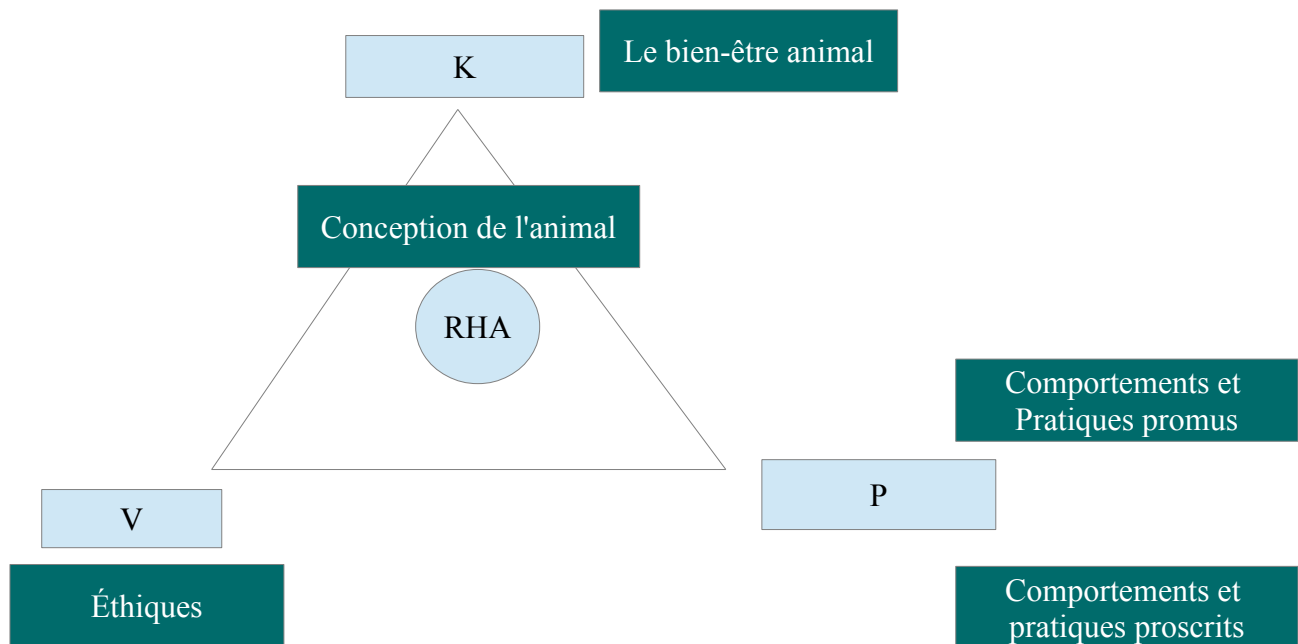 K
Le bien-être animal
Conception de l'animal
RHA
Comportements et
Pratiques promus
P
V
Éthiques
Comportements et
pratiques proscrits